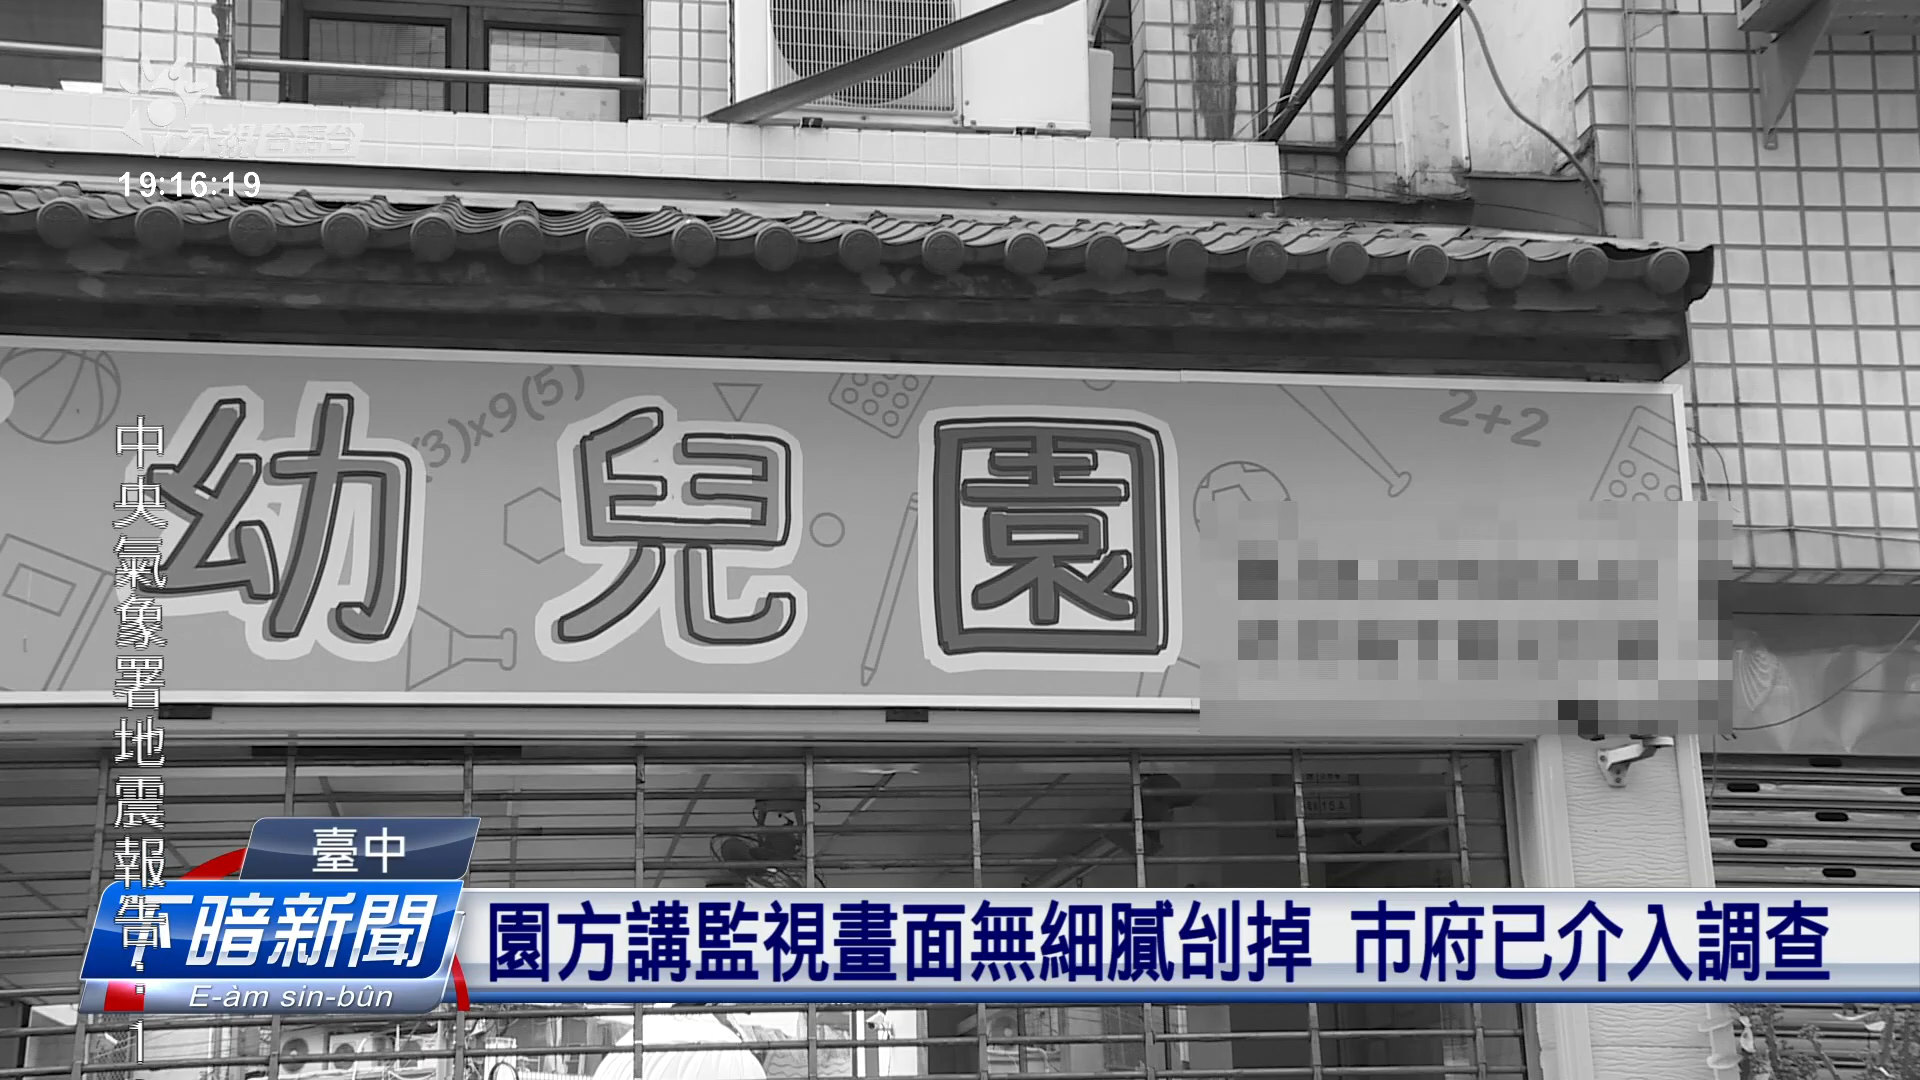 公視台語台
19:16:19
(3)x9(5)
2+2
幼兒園
中央氣象署地震報告
臺中
下暗新聞
E-àm sin-bûn
園方講監視畫面無細膩刣掉 市府已介入調查